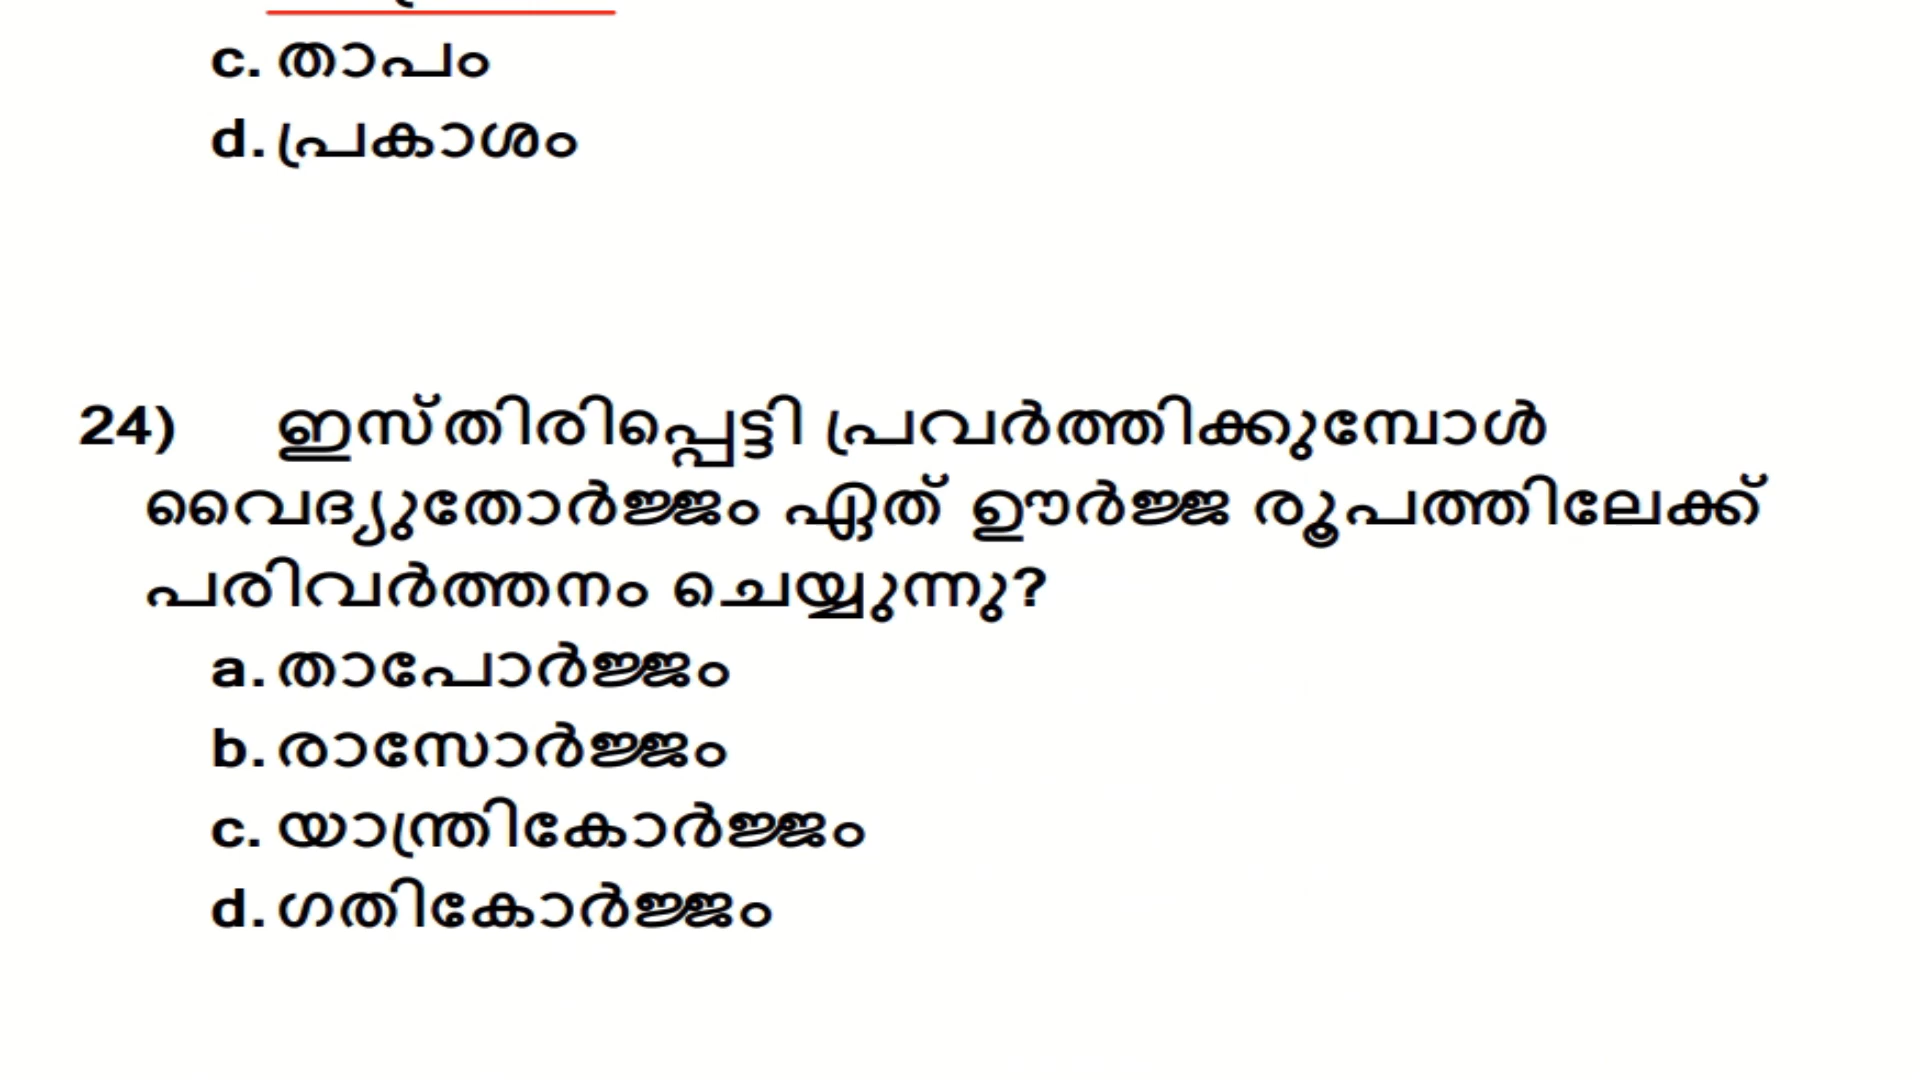 c. താപം
d. പ്രകാശം
24) ഇസ്തിരിപ്പെട്ടി പ്രവർത്തിക്കുമ്പോൾ
വൈദ്യുതോർജ്ജം ഏത് ഊർജ്ജ രൂപത്തിലേക്ക്
പരിവർത്തനം ചെയ്യുന്നു?
a. താപോർജ്ജം
b. രാസോർജ്ജം
c. യാന്ത്രികോർജ്ജം
d. ഗതികോർജ്ജം